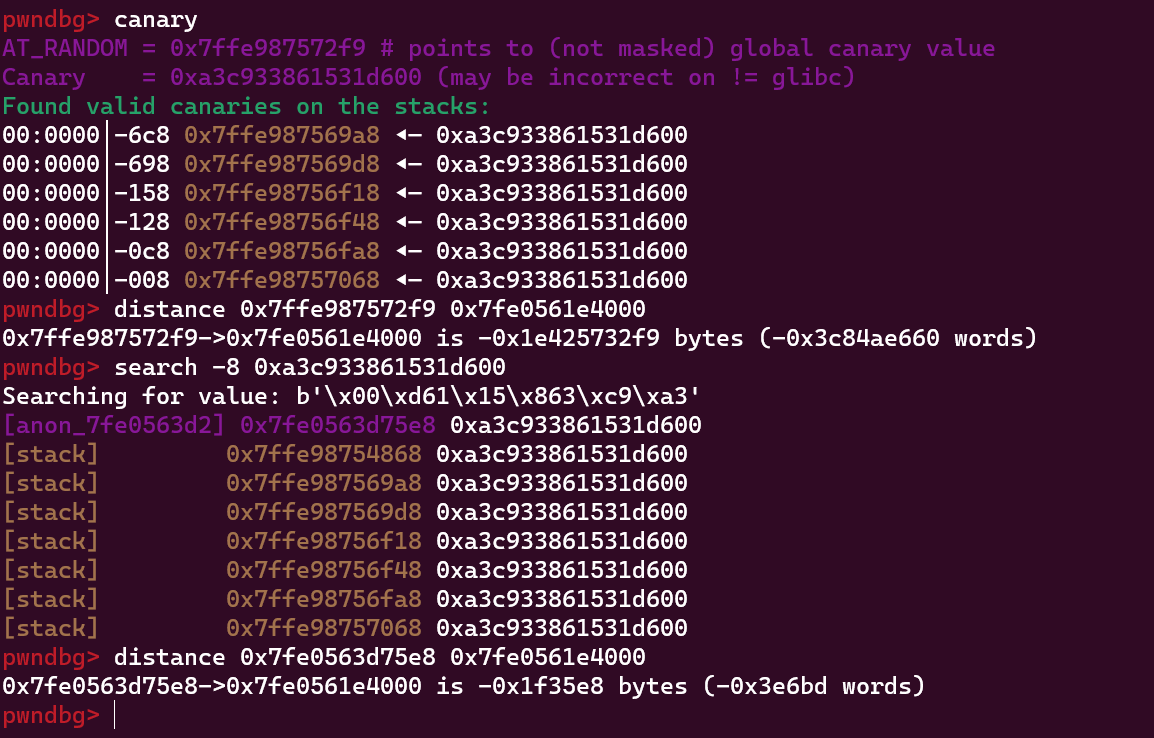 pwndbg> canary
AT_RANDOM = 0x7ffe987572f9 # points to (not masked) global canary value
Canary    = 0xa3c933861531d600 (may be incorrect on != glibc)
Found valid canaries on the stacks:
00:0000│-6c8 0x7ffe987569a8 ◂— 0xa3c933861531d600
00:0000│-698 0x7ffe987569d8 ◂— 0xa3c933861531d600
00:0000│-158 0x7ffe98756f18 ◂— 0xa3c933861531d600
00:0000│-128 0x7ffe98756f48 ◂— 0xa3c933861531d600
00:0000│-0c8 0x7ffe98756fa8 ◂— 0xa3c933861531d600
00:0000│-008 0x7ffe98757068 ◂— 0xa3c933861531d600
pwndbg> distance 0x7ffe987572f9 0x7fe0561e4000
0x7ffe987572f9->0x7fe0561e4000 is -0x1e425732f9 bytes (-0x3c84ae660 words)
pwndbg> search -8 0xa3c933861531d600
Searching for value: b'\x00\xd61\x15\x863\xc9\xa3'
[anon_7fe0563d2] 0x7fe0563d75e8 0xa3c933861531d600
[stack]         0x7ffe98754868 0xa3c933861531d600
[stack]         0x7ffe987569a8 0xa3c933861531d600
[stack]         0x7ffe987569d8 0xa3c933861531d600
[stack]         0x7ffe98756f18 0xa3c933861531d600
[stack]         0x7ffe98756f48 0xa3c933861531d600
[stack]         0x7ffe98756fa8 0xa3c933861531d600
[stack]         0x7ffe98757068 0xa3c933861531d600
pwndbg> distance 0x7fe0563d75e8 0x7fe0561e4000
0x7fe0563d75e8->0x7fe0561e4000 is -0x1f35e8 bytes (-0x3e6bd words)
pwndbg>